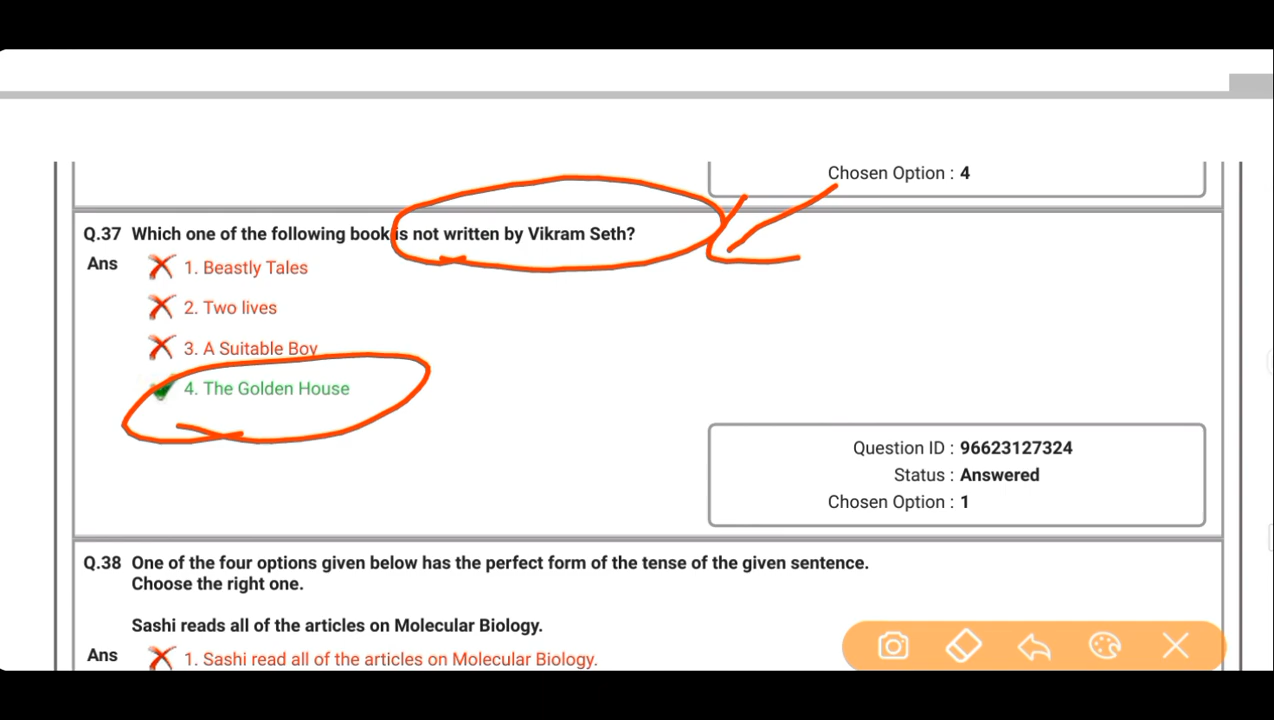 Chosen Option : 4
Q.37 Which one of the following book is not written by Vikram Seth?
Ans 1. Beastly Tales
2. Two lives
3. A Suitable Boy
4. The Golden House
Question ID : 96623127324
Status : Answered
Chosen Option : 1
Q.38 One of the four options given below has the perfect form of the tense of the given sentence.
Choose the right one.
Sashi reads all of the articles on Molecular Biology.
Ans 1. Sashi read all of the articles on Molecular Biology.